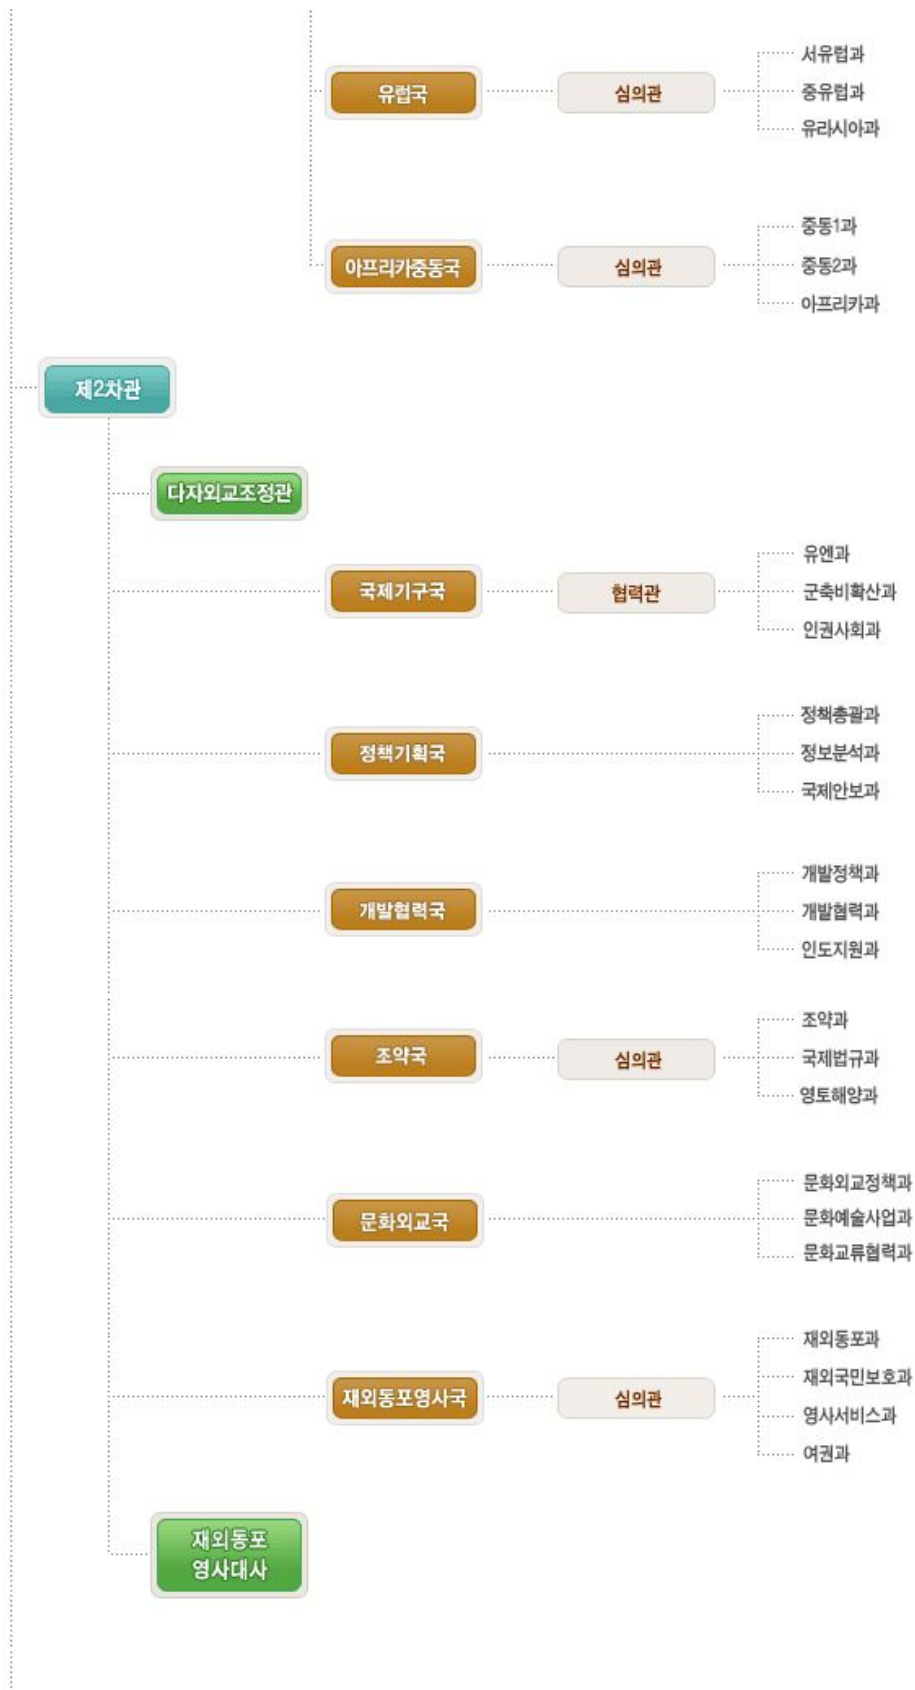 유럽국
심의관
서유럽과
중유럽과
유라시아과
아프리카중동국
심의관
중동1과
중동2과
아프리카과
제2차관
다자외교조정관
국제기구국
협력관
유엔과
군축비확산과
인권사회과
정책기획국
정책총괄과
정보분석과
국제안보과
개발협력국
개발정책과
개발협력과
인도지원과
조약국
심의관
조약과
국제법규과
영토해양과
문화외교국
문화외교정책과
문화예술사업과
문화교류협력과
재외동포영사국
심의관
재외동포과
재외국민보호과
영사서비스과
여권과
재외동포
영사대사